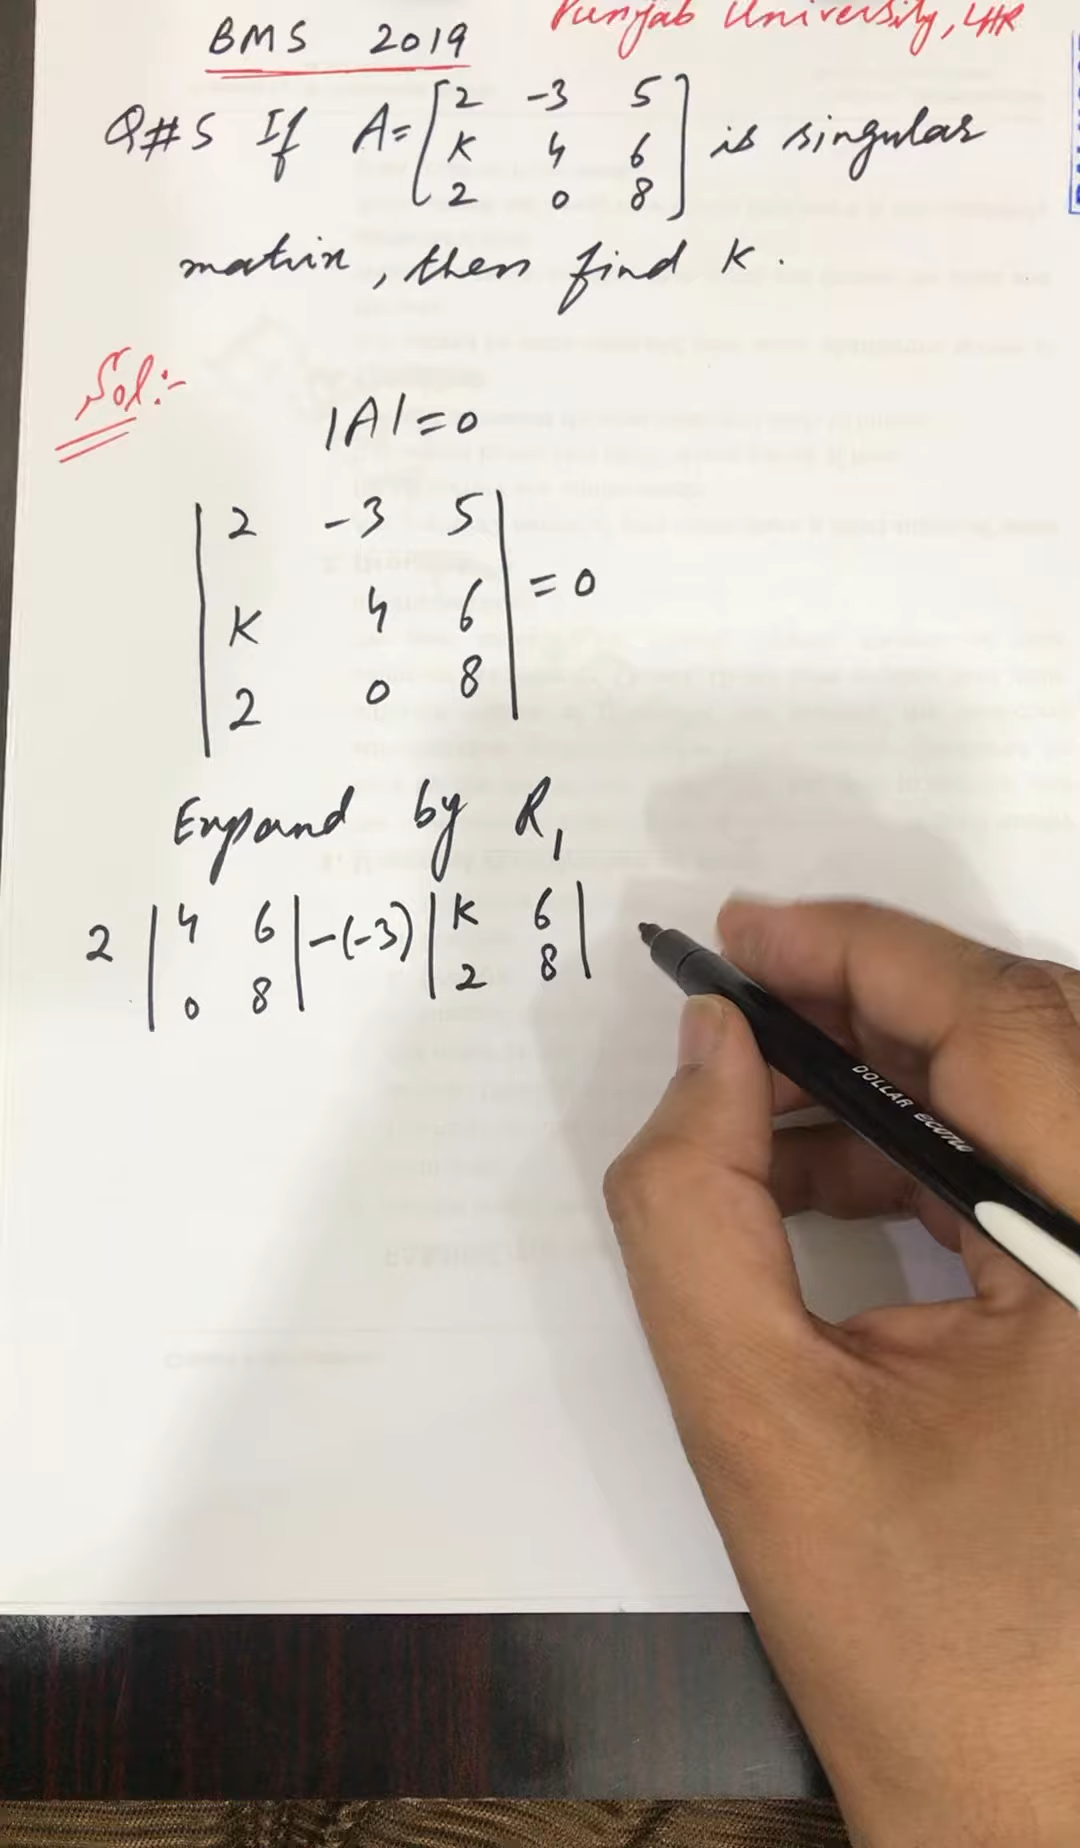 BMS 2019 Punjab University, LHR
Q#5 If A= [2 -3 5
K 4 6
2 0 8] is singular
matrix, then find K.
Sol:-
|A|=0
|2 -3 5|
|K 4 6| = 0
|2 0 8|
Expand by R₁
2 |4 6| -(-3) |K 6|
|0 8| |2 8|
DOLLAR